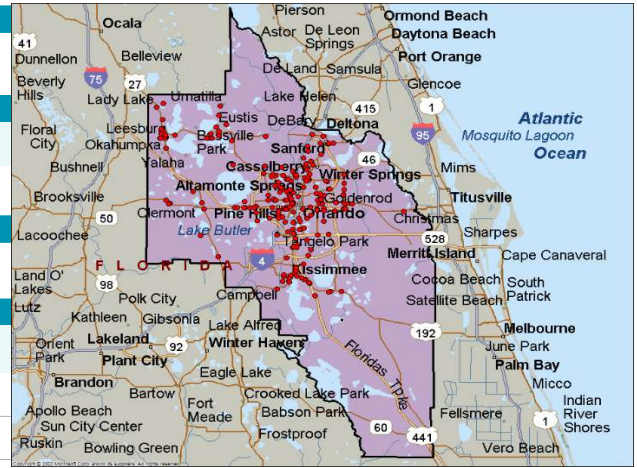 Pierson
Ormond Beach
Ocala
Astor
De Leon
Springs
Daytona Beach
41
Dunnellon
Belleview
Port Orange
75
27
De Land
Samsula
Beverly
Hills
Glencoe
Lady Lake
Umatilla
Lake Helen
415
1
Leesburg
Eustis
DeBary
Deltona
95
Atlantic
Ocean
Mosquito Lagoon
Floral
City
Okahumpka
Park
Sanford
46
Bushnell
Yalaha
Casselberry
Winter Springs
Mims
Altamonte Springs
Brooksville
Titusville
50
Clermont
Pine Hills
Orlando
Goldenrod
Christmas
Lacoochee
Lake Butler
Tangelo Park
528
Sharpes
4
Merritt Island
Cape Canaveral
FLORIDA
Kissimmee
Land O'
Lakes
98
Cocoa Beach
South
Patrick
Polk City
Campbell
Satellite Beach
Lutz
Kathleen
Gibsonia
Lake Alfred
192
Melbourne
Orient
Park
Lakeland
92
Winter Haven
June Park
Plant City
Floridas Tpke
Palm Bay
Eagle Lake
Brandon
Micco
Bartow
Crooked Lake Park
Indian
River
Shores
Apollo Beach
Fort
Meade
Babson Park
Fellsmere
1
Sun City Center
60
441
Frostproof
Ruskin
Bowling Green
Vero Beach